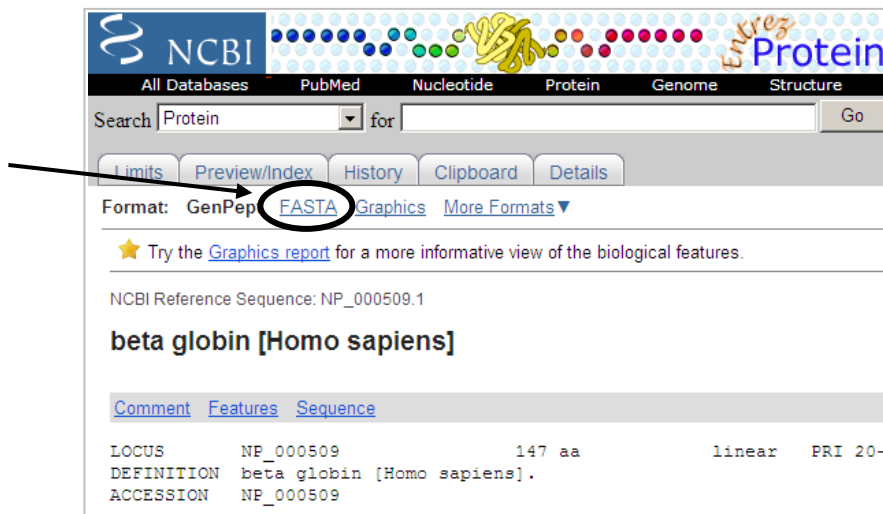 NCBI Entrez Protein
All Databases PubMed Nucleotide Protein Genome Structure
Search Protein for Go
Limits Preview/Index History Clipboard Details
Format: GenPep FASTA Graphics More Formats
Try the Graphics report for a more informative view of the biological features.
NCBI Reference Sequence: NP_000509.1
beta globin [Homo sapiens]
Comment Features Sequence
LOCUS NP_000509 147 aa linear PRI 20-
DEFINITION beta globin [Homo sapiens].
ACCESSION NP_000509